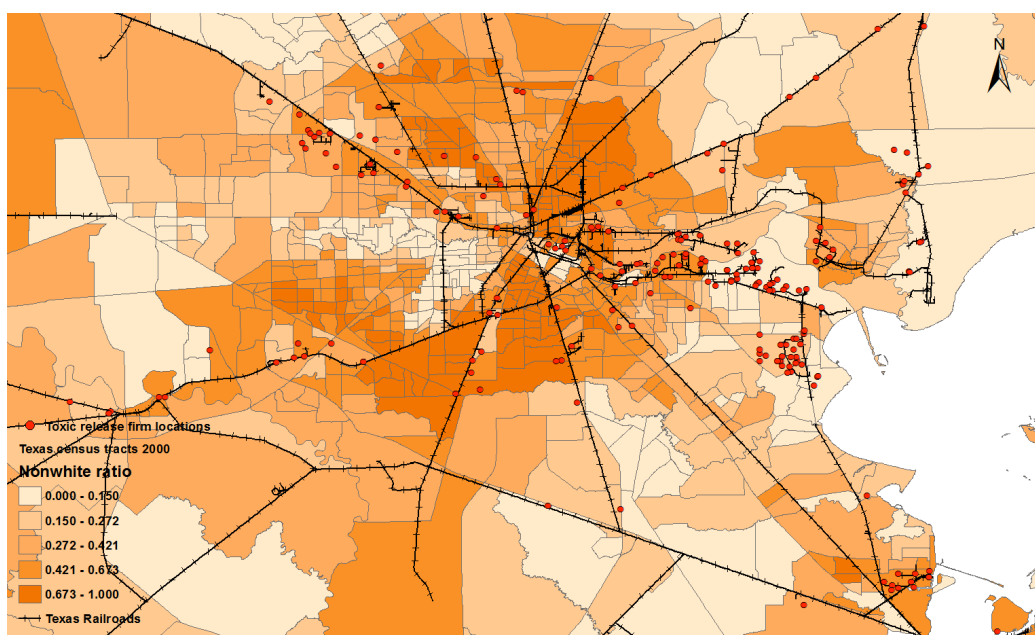 N
Toxic release firm locations
Texas census tracts 2000
Nonwhite ratio
0.000 - 0.150
0.150 - 0.272
0.272 - 0.421
0.421 - 0.673
0.673 - 1.000
Texas Railroads